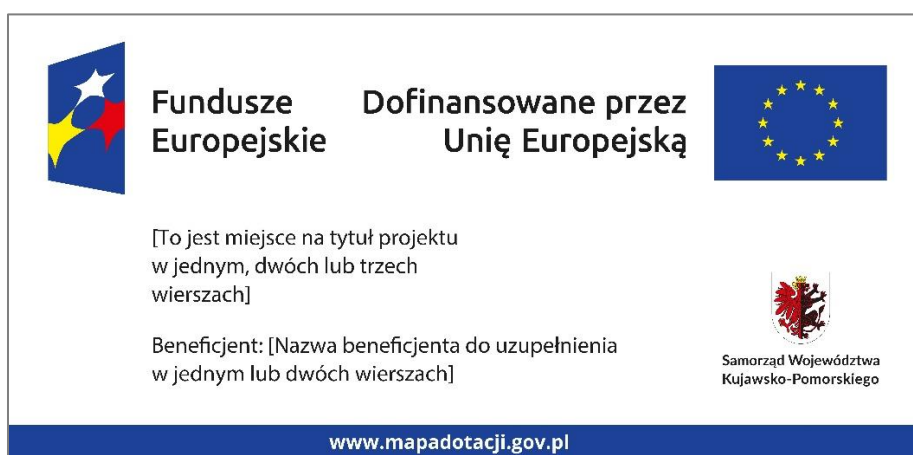 Fundusze
Europejskie
Dofinansowane przez
Unię Europejską
[To jest miejsce na tytuł projektu
w jednym, dwóch lub trzech
wierszach]
Beneficjent: [Nazwa beneficjenta do uzupełnienia
w jednym lub dwóch wierszach]
Samorząd Województwa
Kujawsko-Pomorskiego
www.mapadotacji.gov.pl